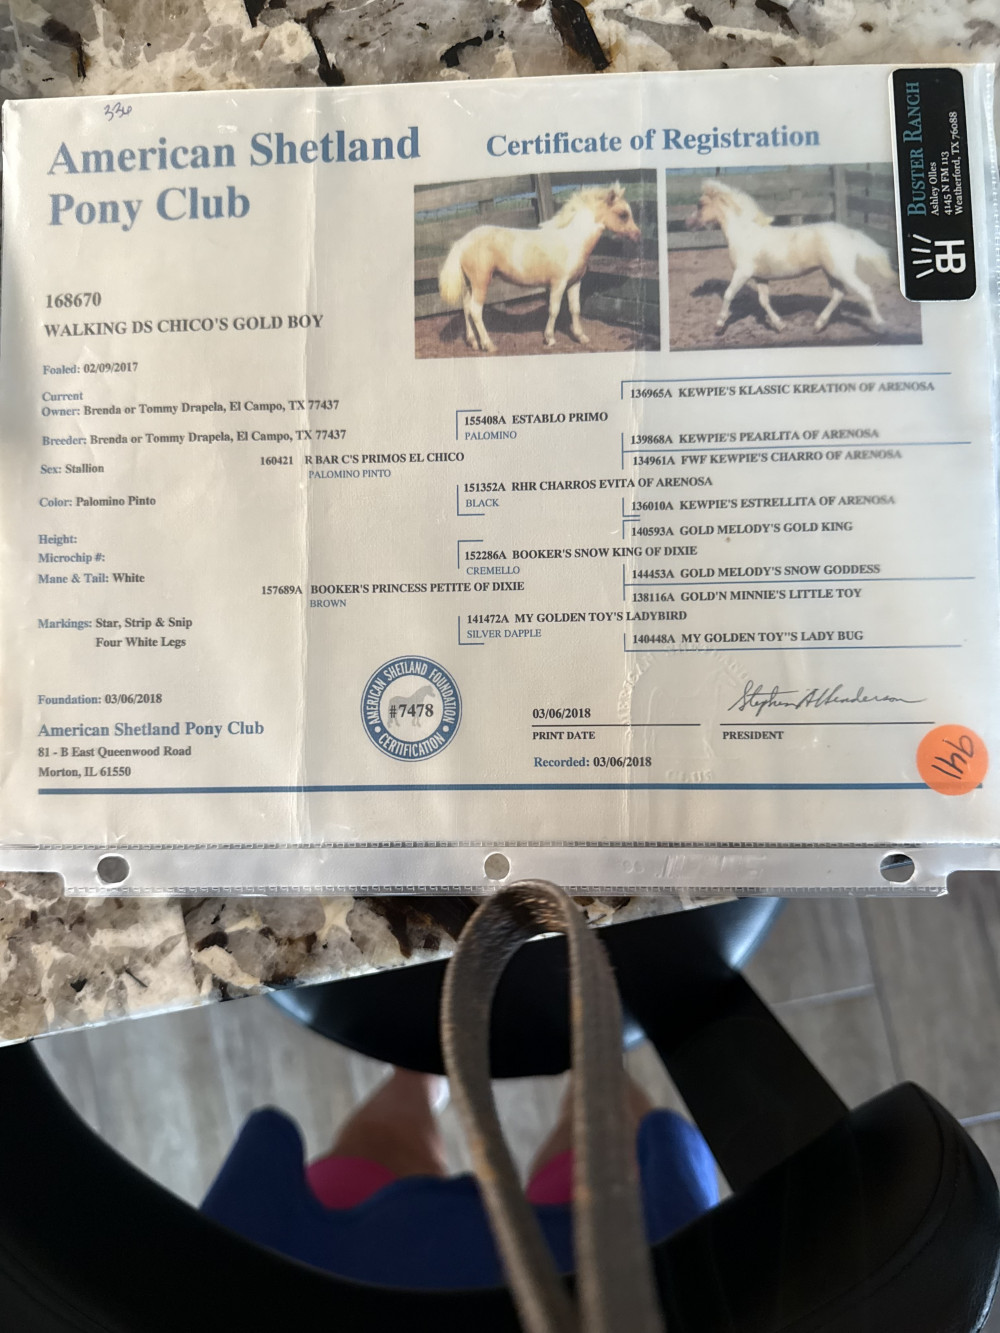 336
American Shetland
Pony Club
Certificate of Registration
BUSTER RANCH
Ashley Olles
4145 N FM 113
Weatherford, TX 76088
HB
168670
WALKING DS CHICO'S GOLD BOY
Foaled: 02/09/2017
Current
Owner: Brenda or Tommy Drapela, El Campo, TX 77437
Breeder: Brenda or Tommy Drapela, El Campo, TX 77437
Sex: Stallion
Color: Palomino Pinto
Height:
Microchip #:
Mane & Tail: White
Markings: Star, Strip & Snip
Four White Legs
160421 R BAR C'S PRIMOS EL CHICO
PALOMINO PINTO
157689A BOOKER'S PRINCESS PETITE OF DIXIE
BROWN
155408A ESTABLO PRIMO
PALOMINO
151352A RHR CHARROS EVITA OF ARENOSA
BLACK
152286A BOOKER'S SNOW KING OF DIXIE
CREMELLO
141472A MY GOLDEN TOY'S LADYBIRD
SILVER DAPPLE
136965A KEWPIE'S KLASSIC KREATION OF ARENOSA
139868A KEWPIE'S PEARLITA OF ARENOSA
134961A FWF KEWPIE'S CHARRO OF ARENOSA
136010A KEWPIE'S ESTRELLITA OF ARENOSA
140593A GOLD MELODY'S GOLD KING
144453A GOLD MELODY'S SNOW GODDESS
138116A GOLD'N MINNIE'S LITTLE TOY
140448A MY GOLDEN TOY"S LADY BUG
Foundation: 03/06/2018
American Shetland Pony Club
81 - B East Queenwood Road
Morton, IL 61550
AMERICAN SHETLAND FOUNDATION
#7478
CERTIFICATION
03/06/2018
PRINT DATE
Recorded: 03/06/2018
PRESIDENT
941